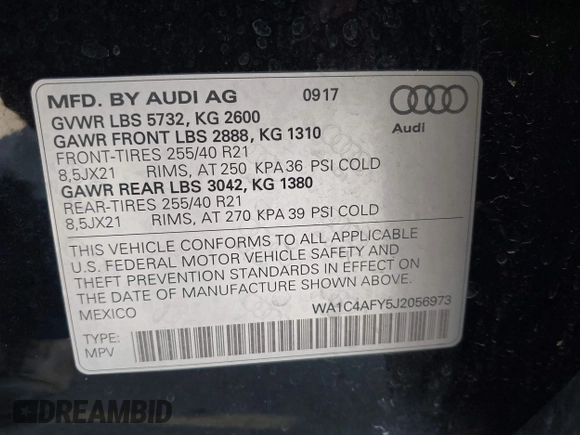 MFD. BY AUDI AG 0917
GVWR LBS 5732, KG 2600
GAWR FRONT LBS 2888, KG 1310
FRONT-TIRES 255/40 R21
8,5JX21 RIMS, AT 250 KPA 36 PSI COLD
GAWR REAR LBS 3042, KG 1380
REAR-TIRES 255/40 R21
8,5JX21 RIMS, AT 270 KPA 39 PSI COLD
Audi
THIS VEHICLE CONFORMS TO ALL APPLICABLE
U.S. FEDERAL MOTOR VEHICLE SAFETY AND
THEFT PREVENTION STANDARDS IN EFFECT ON
THE DATE OF MANUFACTURE SHOWN ABOVE.
MEXICO WA1C4AFY5J2056973
TYPE:
MPV
DREAMBID